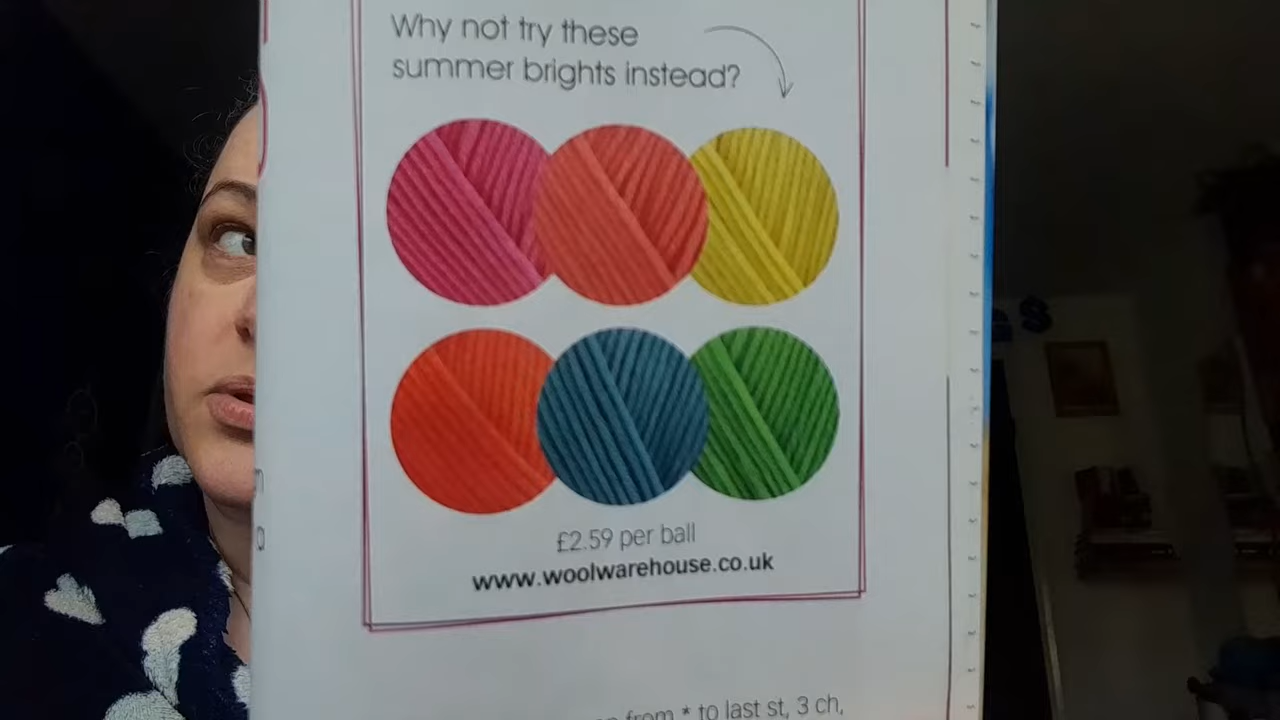 Why not try these
summer brights instead?
£2.59 per ball
www.woolwarehouse.co.uk
from * to last st, 3 ch,